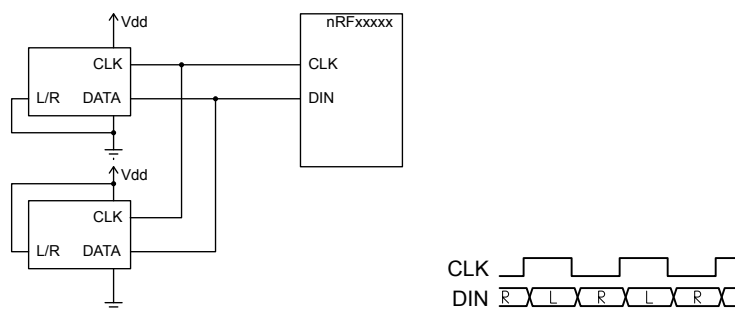 Vdd
nRFxxxxx
CLK
CLK
L/R DATA
DIN
Vdd
CLK
L/R DATA
CLK
DIN R L R L R